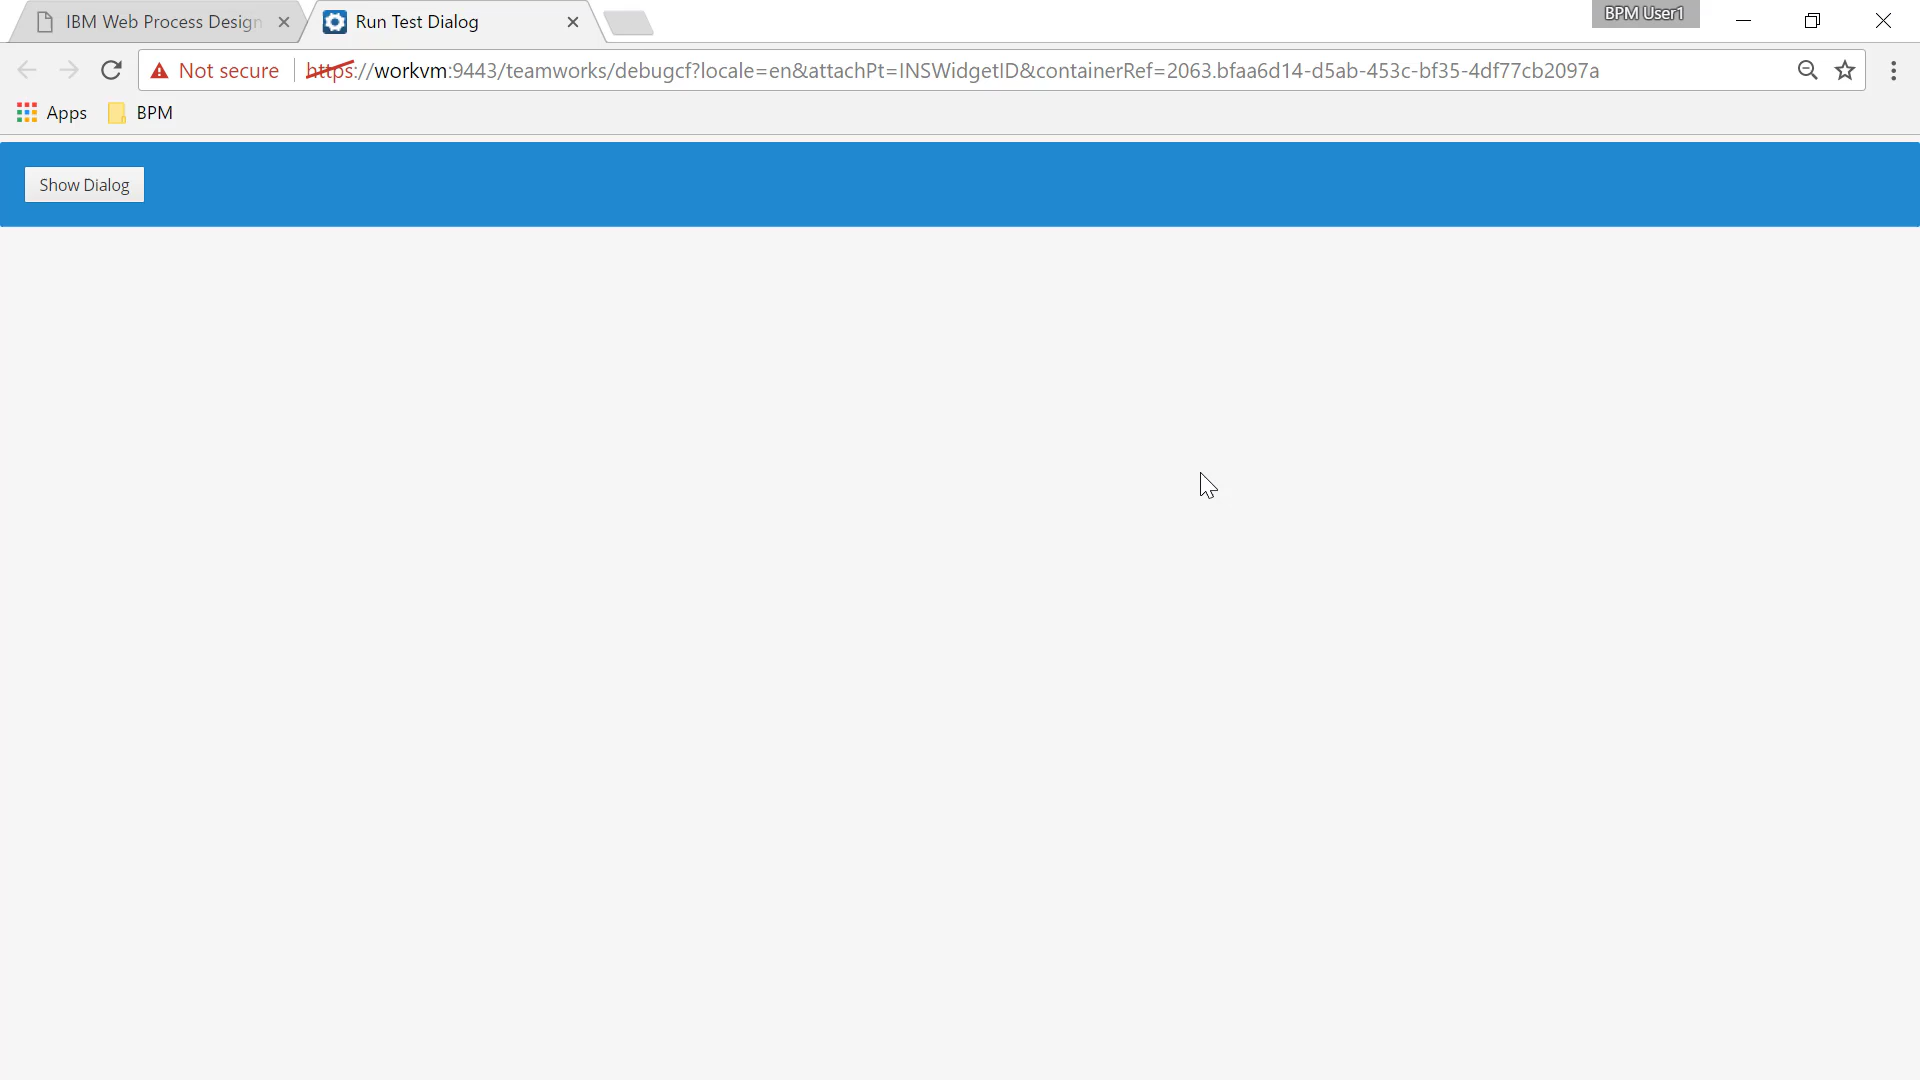 IBM Web Process Design
Run Test Dialog
BPM User1
Not secure
https://workvm:9443/teamworks/debugcf?locale=en&attachPt=INSWidgetID&containerRef=2063.bfaa6d14-d5ab-453c-bf35-4df77cb2097a
Apps
BPM
Show Dialog